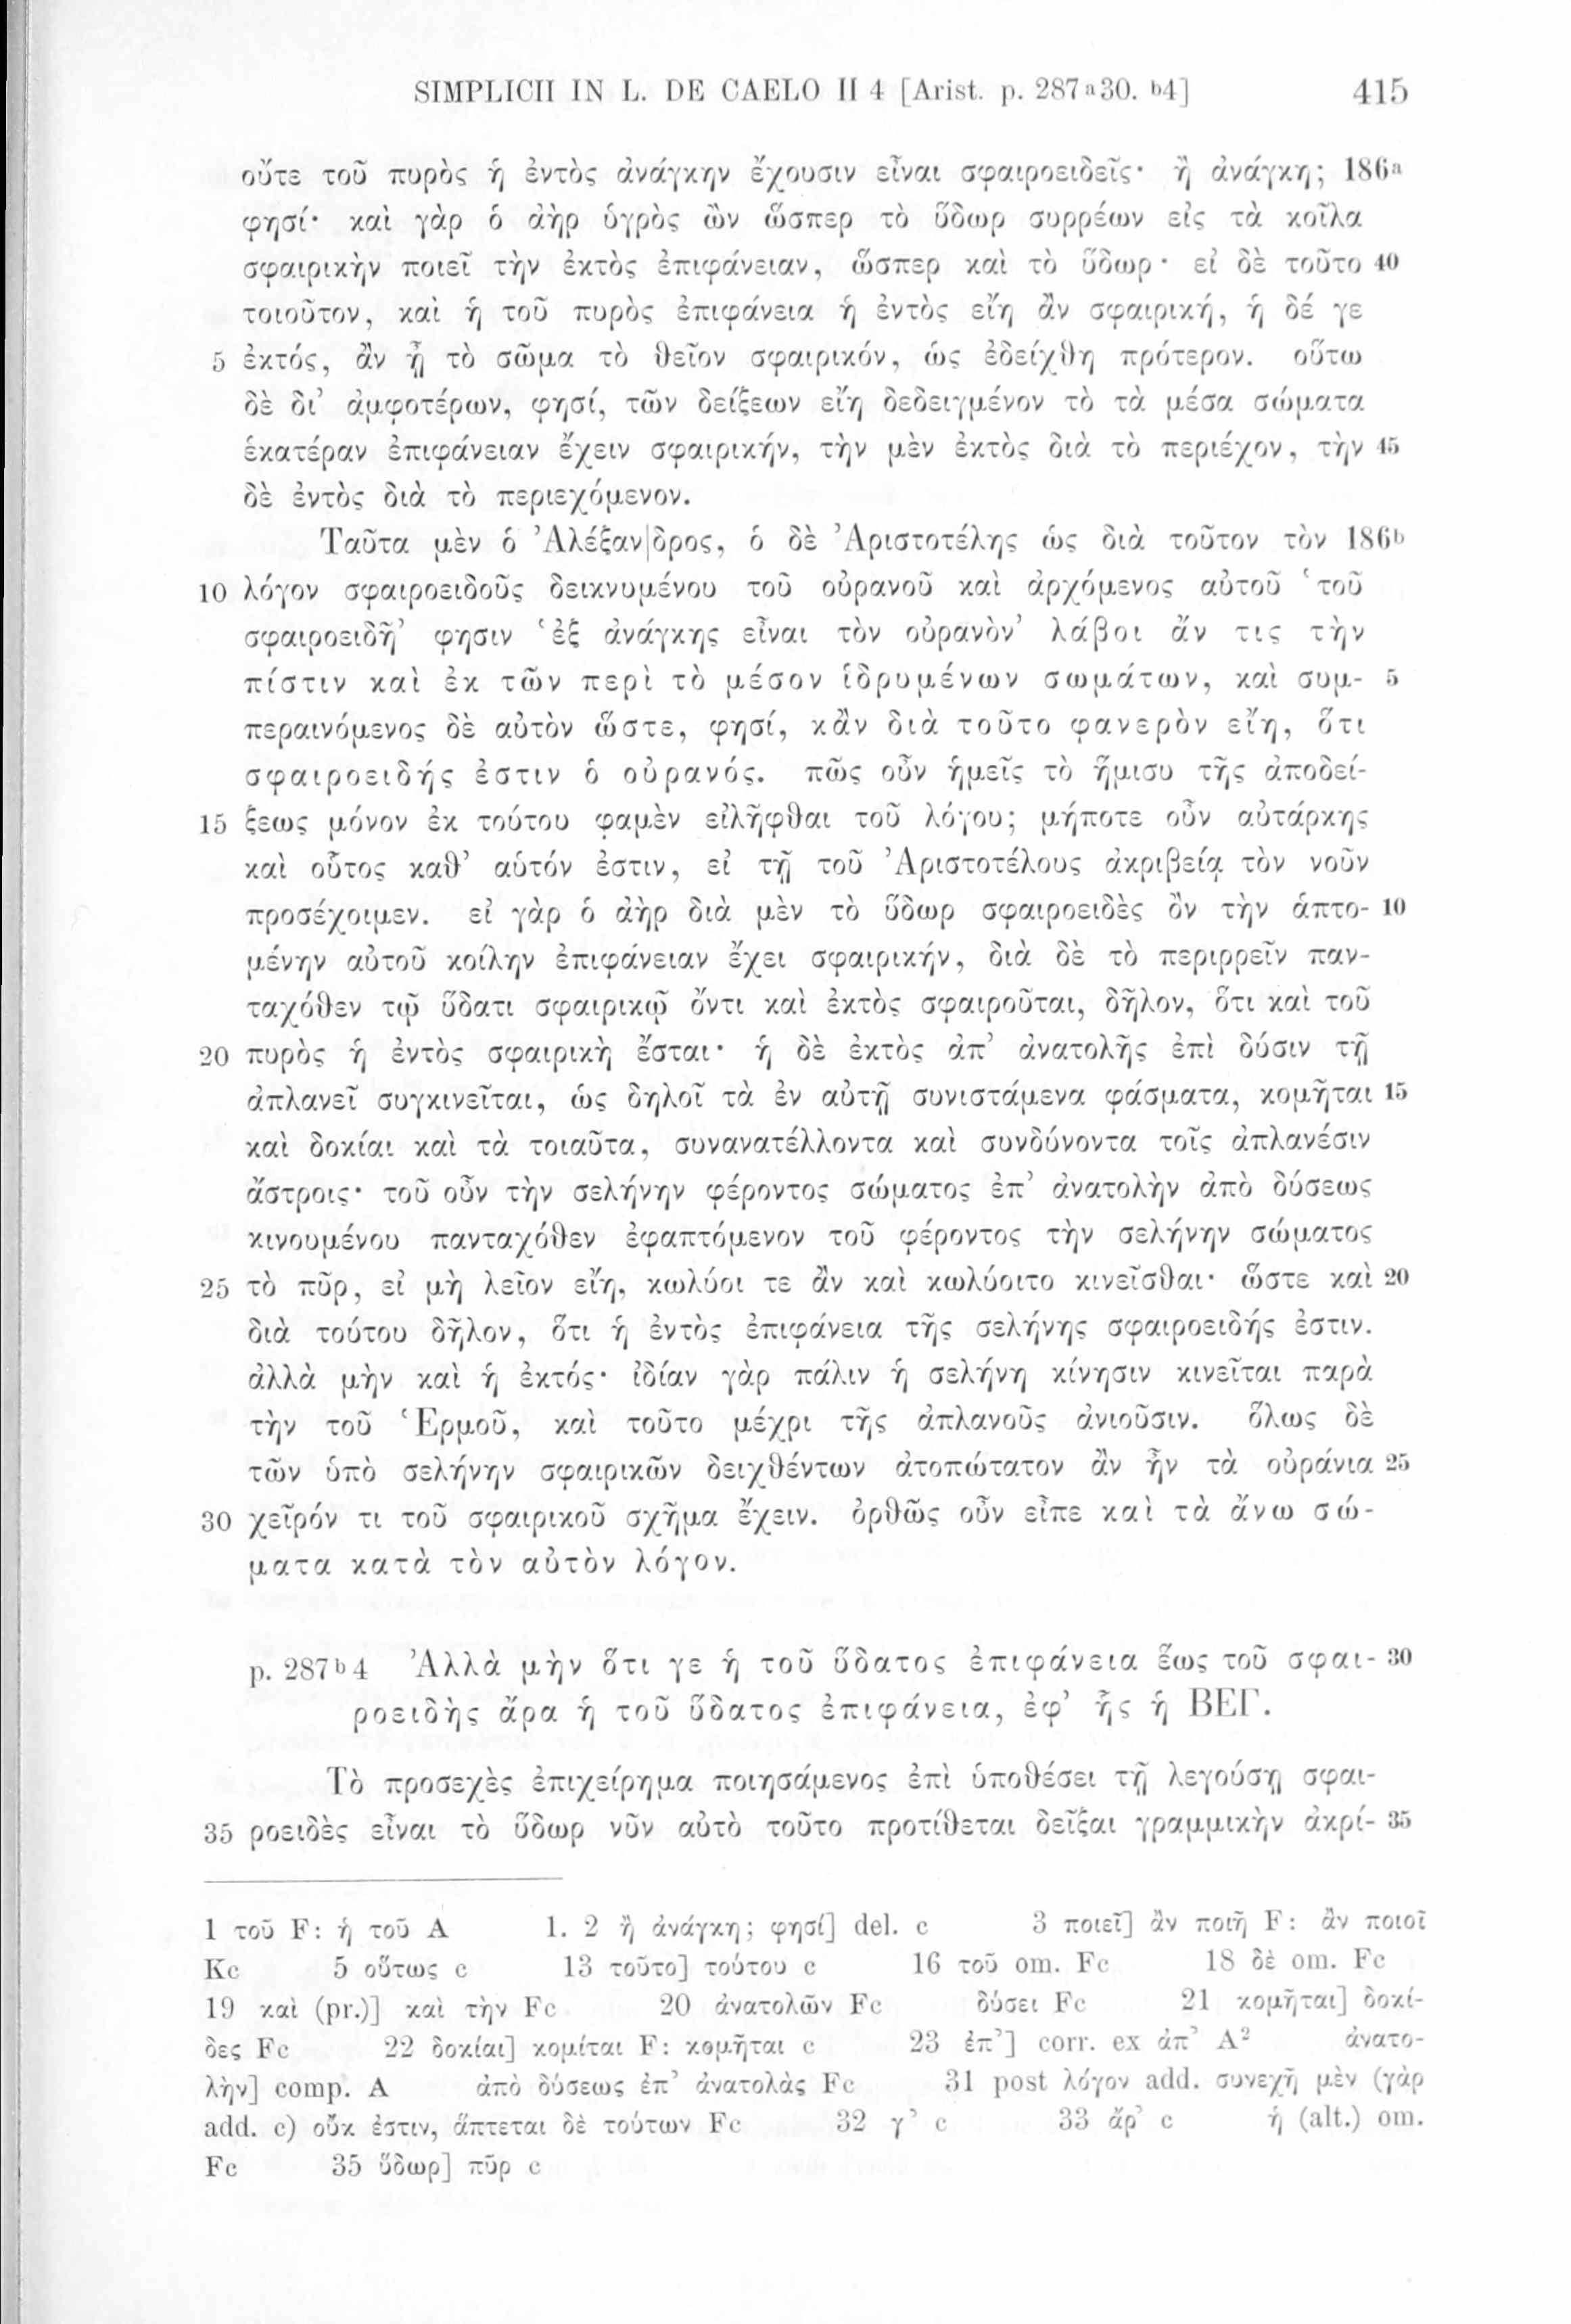 SIMPLICII IN L. DE CAELO II 4 [Arist. p. 287a30. b4] 415
οὔτε τοῦ πυρὸς ἡ ἐντὸς ἀνάγκην ἔχουσιν εἶναι σφαιροειδεῖς· ἢ ἀνάγκη; 186a
φησί· καὶ γὰρ ὁ ἀὴρ ὑγρὸς ὢν ὥσπερ τὸ ὕδωρ συρρέων εἰς τὰ κοῖλα
σφαιρικὴν ποιεῖ τὴν ἐκτὸς ἐπιφάνειαν, ὥσπερ καὶ τὸ ὕδωρ· εἰ δὲ τοῦτο 40
τοιοῦτον, καὶ ἡ τοῦ πυρὸς ἐπιφάνεια ἡ ἐντὸς εἴη ἂν σφαιρική, ἡ δέ γε
5 ἐκτός, ἂν ᾖ τὸ σῶμα τὸ θεῖον σφαιρικόν, ὡς ἐδείχθη πρότερον. οὕτω
δὲ δι’ ἀμφοτέρων, φησί, τῶν δείξεων εἴη δεδειγμένον τὸ τὰ μέσα σώματα
ἑκατέραν ἐπιφάνειαν ἔχειν σφαιρικήν, τὴν μὲν ἐκτὸς διὰ τὸ περιέχον, τὴν 45
δὲ ἐντὸς διὰ τὸ περιεχόμενον.
Ταῦτα μὲν ὁ Ἀλέξαν|δρος, ὁ δὲ Ἀριστοτέλης ὡς διὰ τοῦτον τὸν 186b
10 λόγον σφαιροειδοῦς δεικνυμένου τοῦ οὐρανοῦ καὶ ἀρχόμενος αὐτοῦ ‘τοῦ
σφαιροειδῆ’ φησιν ‘ἐξ ἀνάγκης εἶναι τὸν οὐρανὸν’ λάβοι ἄν τις τὴν
πίστιν καὶ ἐκ τῶν περὶ τὸ μέσον ἱδρυμένων σωμάτων, καὶ συμ- 5
περαινόμενος δὲ αὐτὸν ὥστε, φησί, κἂν διὰ τοῦτο φανερὸν εἴη, ὅτι
σφαιροειδής ἐστιν ὁ οὐρανός. πῶς οὖν ἡμεῖς τὸ ἥμισυ τῆς ἀποδεί-
15 ξεως μόνον ἐκ τούτου φαμὲν εἰλῆφθαι τοῦ λόγου; μήποτε οὖν αὐτάρκης
καὶ οὗτος καθ’ αὑτόν ἐστιν, εἰ τῇ τοῦ Ἀριστοτέλους ἀκριβείᾳ τὸν νοῦν
προσέχοιμεν. εἰ γὰρ ὁ ἀὴρ διὰ μὲν τὸ ὕδωρ σφαιροειδὲς ὂν τὴν ἁπτο- 10
μένην αὐτοῦ κοίλην ἐπιφάνειαν ἔχει σφαιρικήν, διὰ δὲ τὸ περιρρεῖν παν-
ταχόθεν τῷ ὕδατι σφαιρικῷ ὄντι καὶ ἐκτὸς σφαιροῦται, δῆλον, ὅτι καὶ τοῦ
20 πυρὸς ἡ ἐντὸς σφαιρικὴ ἔσται· ἡ δὲ ἐκτὸς ἀπ’ ἀνατολῆς ἐπὶ δύσιν τῇ
ἀπλανεῖ συγκινεῖται, ὡς δηλοῖ τὰ ἐν αὐτῇ συνιστάμενα φάσματα, κομῆται 15
καὶ δοκίαι καὶ τὰ τοιαῦτα, συνανατέλλοντα καὶ συνδύνοντα τοῖς ἀπλανέσιν
ἄστροις· τοῦ οὖν τὴν σελήνην φέροντος σώματος ἐπ’ ἀνατολὴν ἀπὸ δύσεως
κινουμένου πανταχόθεν ἐφαπτόμενον τοῦ φέροντος τὴν σελήνην σώματος
25 τὸ πῦρ, εἰ μὴ λεῖον εἴη, κωλύοι τε ἂν καὶ κωλύοιτο κινεῖσθαι· ὥστε καὶ 20
διὰ τούτου δῆλον, ὅτι ἡ ἐντὸς ἐπιφάνεια τῆς σελήνης σφαιροειδής ἐστιν.
ἀλλὰ μὴν καὶ ἡ ἐκτός· ἰδίαν γὰρ πάλιν ἡ σελήνη κίνησιν κινεῖται παρὰ
τὴν τοῦ Ἑρμοῦ, καὶ τοῦτο μέχρι τῆς ἀπλανοῦς ἀνιοῦσιν. ὅλως δὲ
τῶν ὑπὸ σελήνην σφαιρικῶν δειχθέντων ἀτοπώτατον ἂν ἦν τὰ οὐράνια 25
30 χεῖρόν τι τοῦ σφαιρικοῦ σχῆμα ἔχειν. ὀρθῶς οὖν εἶπε καὶ τὰ ἄνω σώ-
ματα κατὰ τὸν αὐτὸν λόγον.
p. 287b4 Ἀλλὰ μὴν ὅτι γε ἡ τοῦ ὕδατος ἐπιφάνεια ἕως τοῦ σφαι- 30
ροειδὴς ἄρα ἡ τοῦ ὕδατος ἐπιφάνεια, ἐφ’ ἧς ἡ ΒΕΓ.
Τὸ προσεχὲς ἐπιχείρημα ποιησάμενος ἐπὶ ὑποθέσει τῇ λεγούσῃ σφαι-
35 ροειδὲς εἶναι τὸ ὕδωρ νῦν αὐτὸ τοῦτο προτίθεται δεῖξαι γραμμικὴν ἀκρί- 35
1 τοῦ F: ἡ τοῦ A 1. 2 ἢ ἀνάγκη; φησί] del. c 3 ποιεῖ] ἂν ποιῇ F: ἂν ποιοῖ
Kc 5 οὕτως c 13 τοῦτο] τούτου c 16 τοῦ om. Fc 18 δὲ om. Fc
19 καὶ (pr.)] καὶ τὴν Fc 20 ἀνατολῶν Fc δύσει Fc 21 κομῆται] δοκί-
δες Fc 22 δοκίαι] κομίται F: κομῆται c 23 ἐπ’] corr. ex ἀπ’ A2 ἀνατο-
λὴν] comp. A ἀπὸ δύσεως ἐπ’ ἀνατολὰς Fc 31 post λόγον add. συνεχῆ μὲν (γὰρ
add. c) οὔκ ἐστιν, ἅπτεται δὲ τούτων Fc 32 γ’ c 33 ἄρ’ c ἡ (alt.) om.
Fc 35 ὕδωρ] πῦρ c